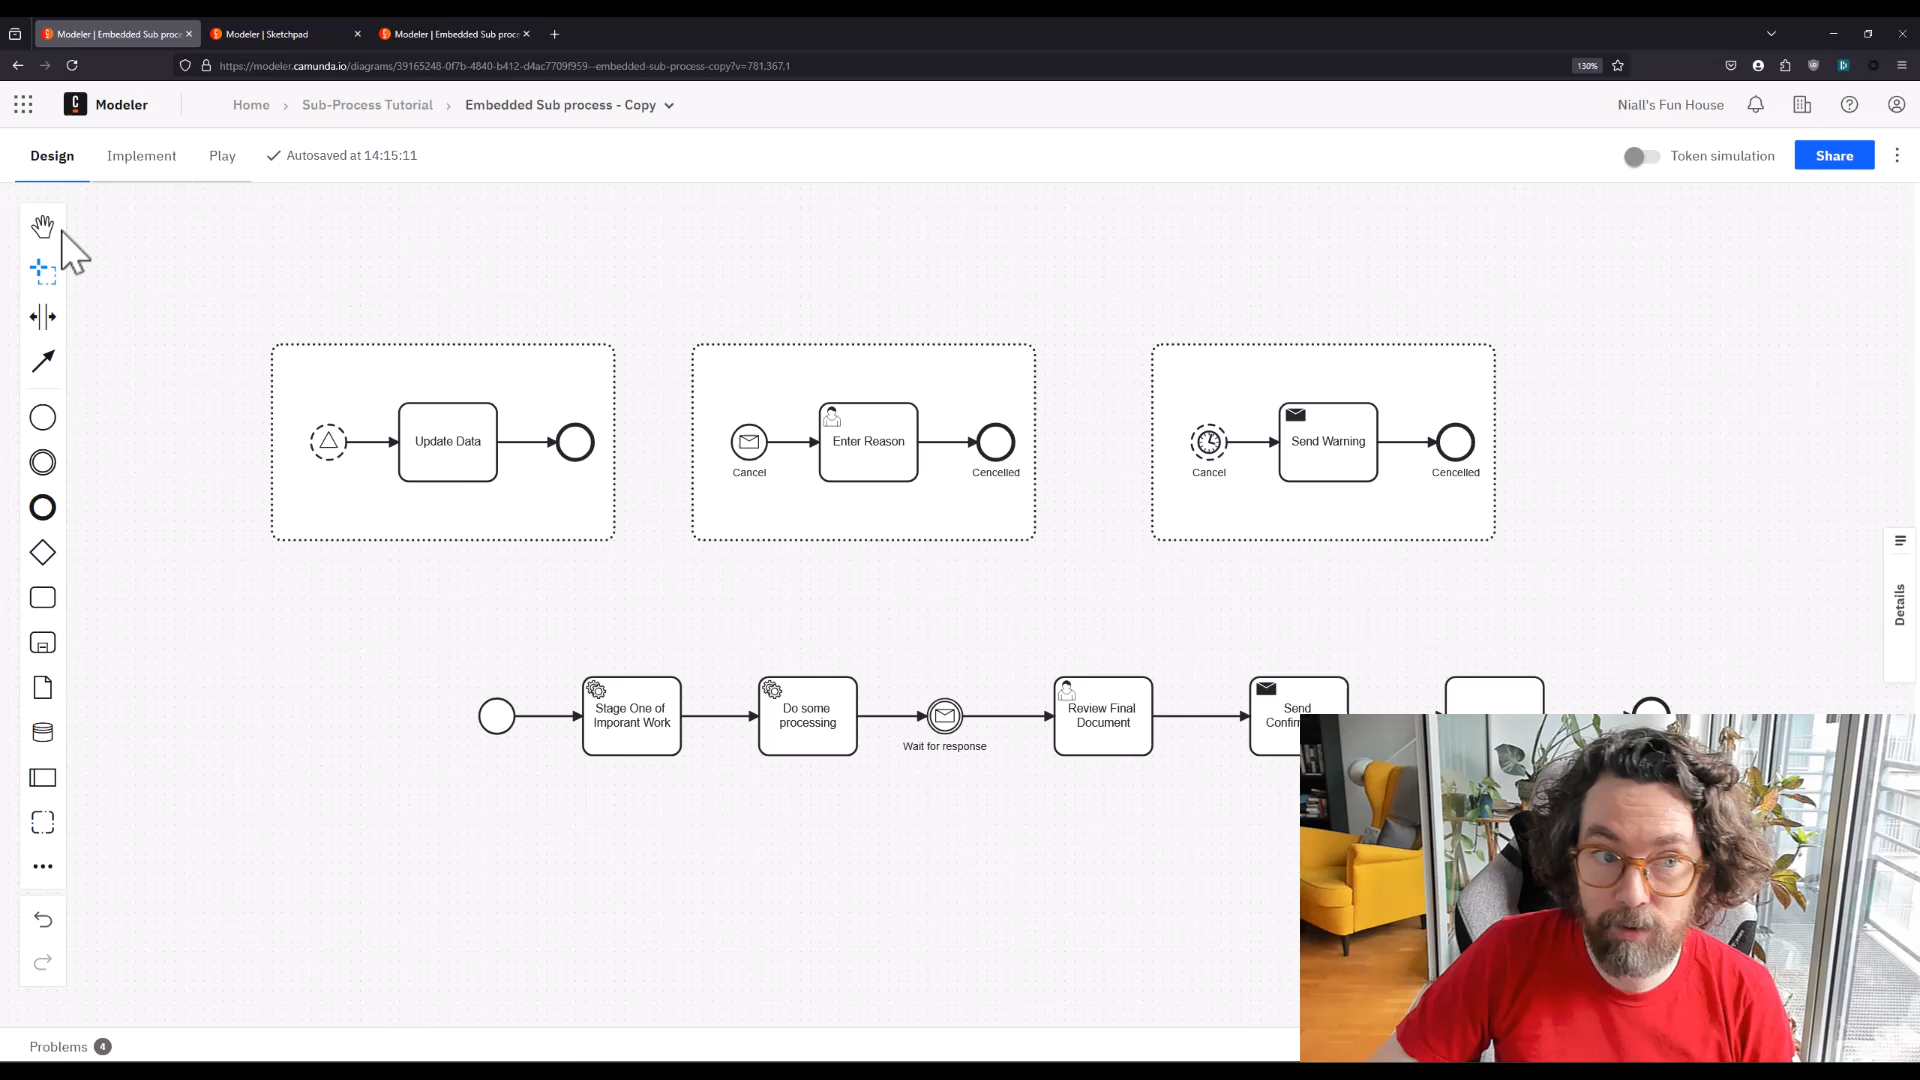 Modeler | Embedded Sub proce
Modeler | Sketchpad
Modeler | Embedded Sub proce
https://modeler.camunda.io/diagrams/39165248-0f7b-4840-b412-d4ac7709f959--embedded-sub-process-copy?v=781,367,1
130%
C Modeler
Home
Sub-Process Tutorial
Embedded Sub process - Copy
Niall's Fun House
Design
Implement
Play
Autosaved at 14:15:11
Token simulation
Share
Update Data
Cancel
Enter Reason
Cencelled
Cancel
Send Warning
Cencelled
Details
Stage One of
Imporant Work
Do some
processing
Wait for response
Review Final
Document
Send
Confir
Problems 4